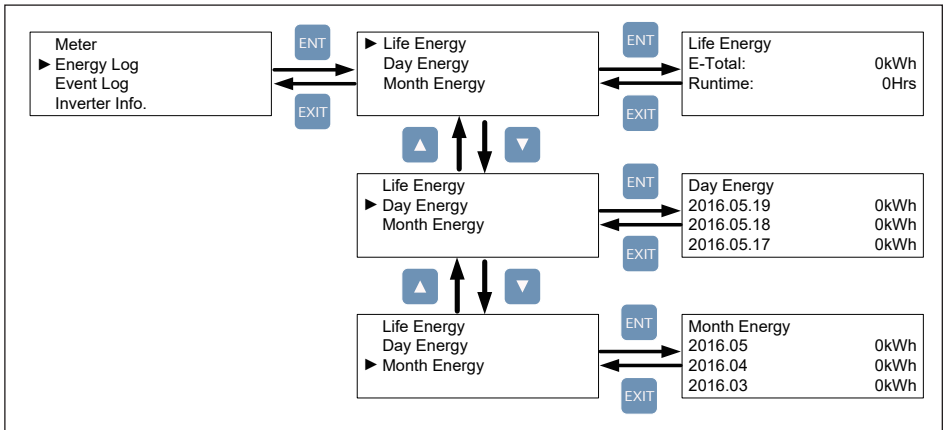 Meter
► Energy Log
Event Log
Inverter Info.
ENT
EXIT
► Life Energy
Day Energy
Month Energy
ENT
EXIT
Life Energy
E-Total: 0kWh
Runtime: 0Hrs
▲ ▼
Life Energy
► Day Energy
Month Energy
ENT
EXIT
Day Energy
2016.05.19 0kWh
2016.05.18 0kWh
2016.05.17 0kWh
▲ ▼
Life Energy
Day Energy
► Month Energy
ENT
EXIT
Month Energy
2016.05 0kWh
2016.04 0kWh
2016.03 0kWh